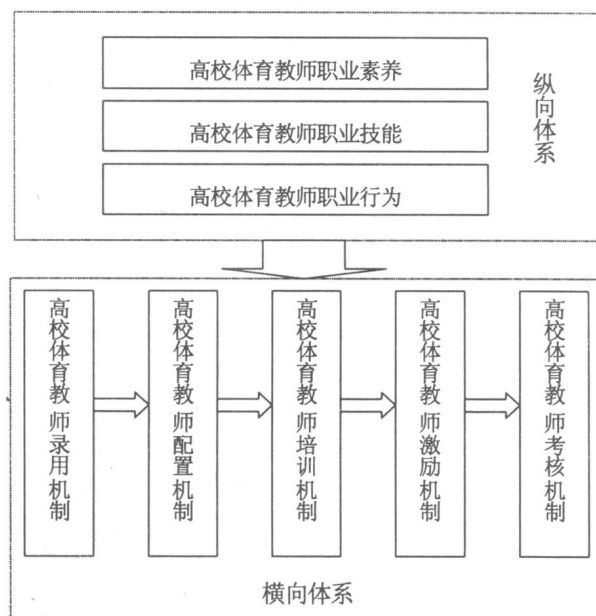 高校体育教师职业素养
高校体育教师职业技能
高校体育教师职业行为
纵向体系
高校体育教师录用机制
高校体育教师配置机制
高校体育教师培训机制
高校体育教师激励机制
高校体育教师考核机制
横向体系